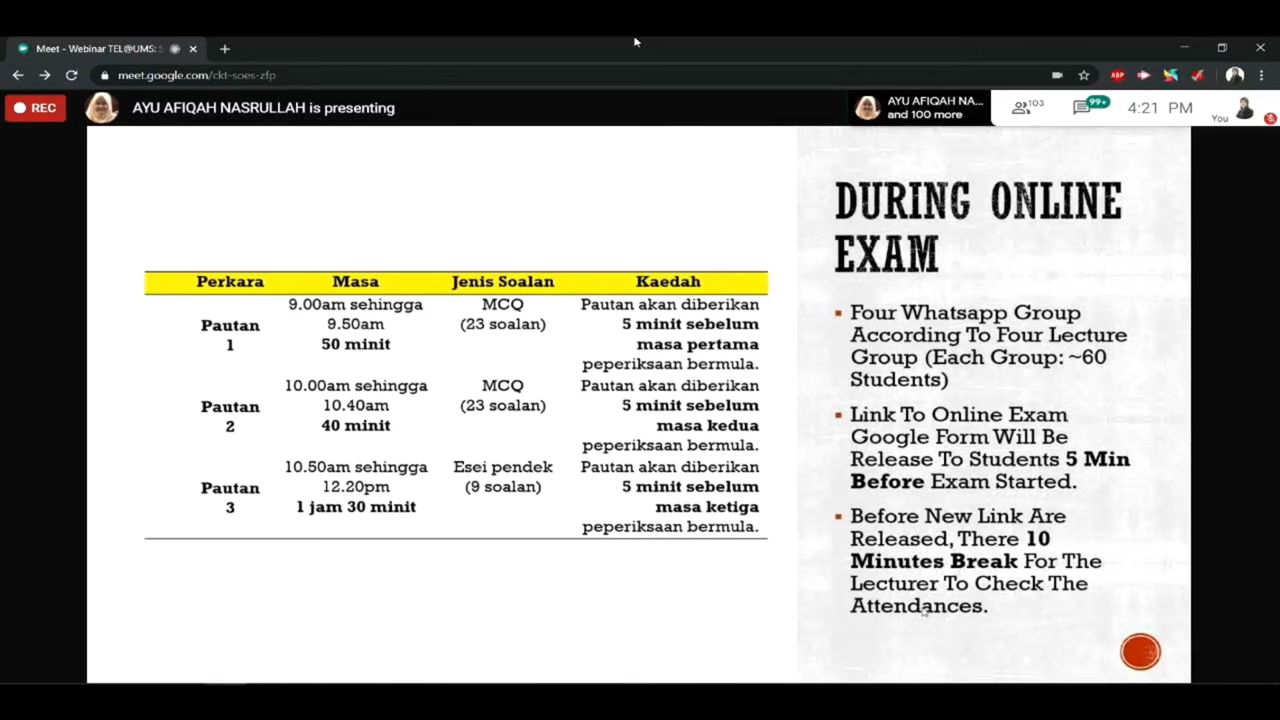 Meet - Webinar TEL@UMS: S
meet.google.com/ckt-soes-zfp
ABP
REC
AYU AFIQAH NASRULLAH is presenting
AYU AFIQAH NA...
and 100 more
103
99+
4:21 PM
You
Perkara Masa Jenis Soalan Kaedah
Pautan 1
9.00am sehingga
9.50am
50 minit
MCQ
(23 soalan)
Pautan akan diberikan
5 minit sebelum
masa pertama
peperiksaan bermula.
Pautan 2
10.00am sehingga
10.40am
40 minit
MCQ
(23 soalan)
Pautan akan diberikan
5 minit sebelum
masa kedua
peperiksaan bermula.
Pautan 3
10.50am sehingga
12.20pm
1 jam 30 minit
Esei pendek
(9 soalan)
Pautan akan diberikan
5 minit sebelum
masa ketiga
peperiksaan bermula.
DURING ONLINE
EXAM
Four Whatsapp Group
According To Four Lecture
Group (Each Group: ~60
Students)
Link To Online Exam
Google Form Will Be
Release To Students 5 Min
Before Exam Started.
Before New Link Are
Released, There 10
Minutes Break For The
Lecturer To Check The
Attendances.